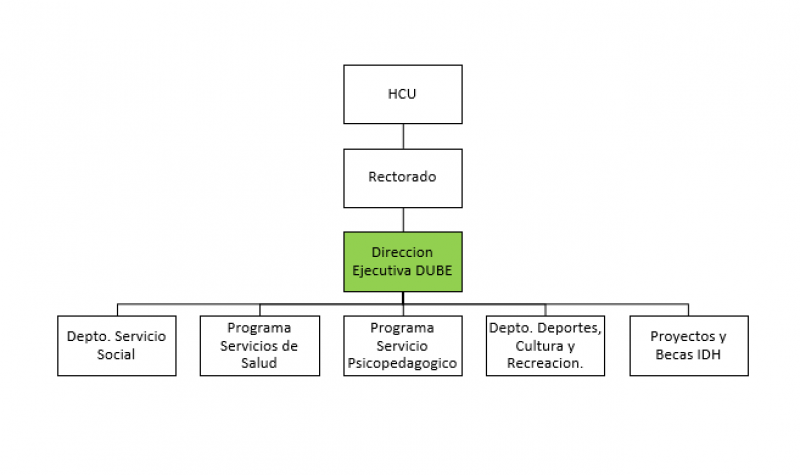 HCU
Rectorado
Direccion
Ejecutiva DUBE
Depto. Servicio
Social
Programa
Servicios de
Salud
Programa
Servicio
Psicopedagogico
Depto. Deportes,
Cultura y
Recreacion.
Proyectos y
Becas IDH